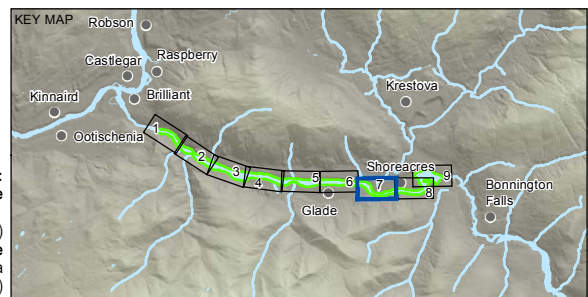 KEY MAP
Robson
Castlegar
Raspberry
Kinnaird
Brilliant
Ootischenia
Krestova
Shoreacres
Glade
Bonnington
Falls
1
2
3
4
5
6
7
8
9
:
e
)
e
a
)